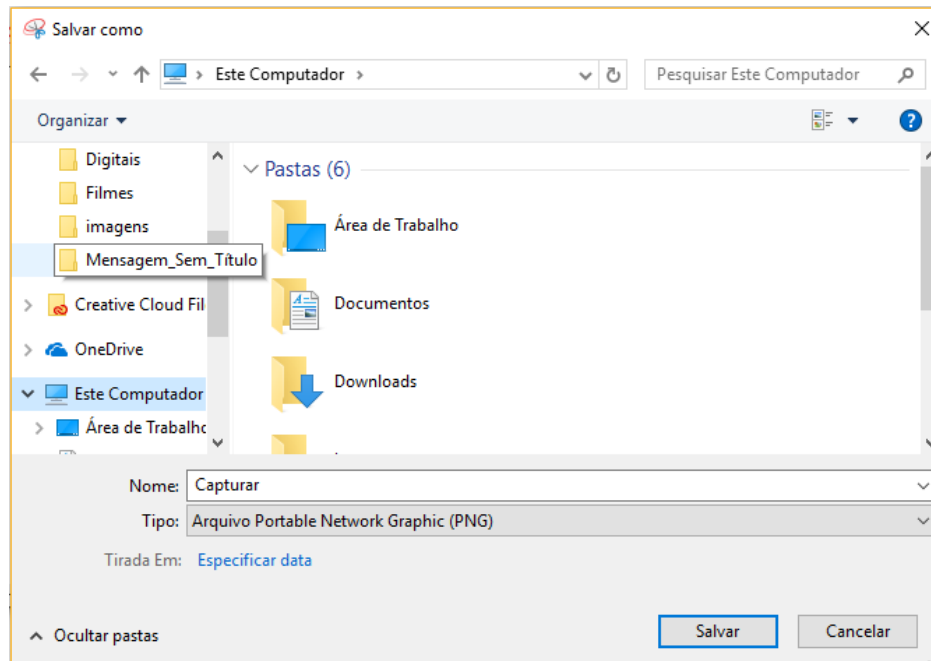 Salvar como
Este Computador
Pesquisar Este Computador
Organizar
Digitais
Filmes
imagens
Mensagem_Sem_Título
Creative Cloud Fil
OneDrive
Este Computador
Área de Trabalho
Pastas (6)
Área de Trabalho
Documentos
Downloads
Nome: Capturar
Tipo: Arquivo Portable Network Graphic (PNG)
Tirada Em: Especificar data
Ocultar pastas
Salvar
Cancelar